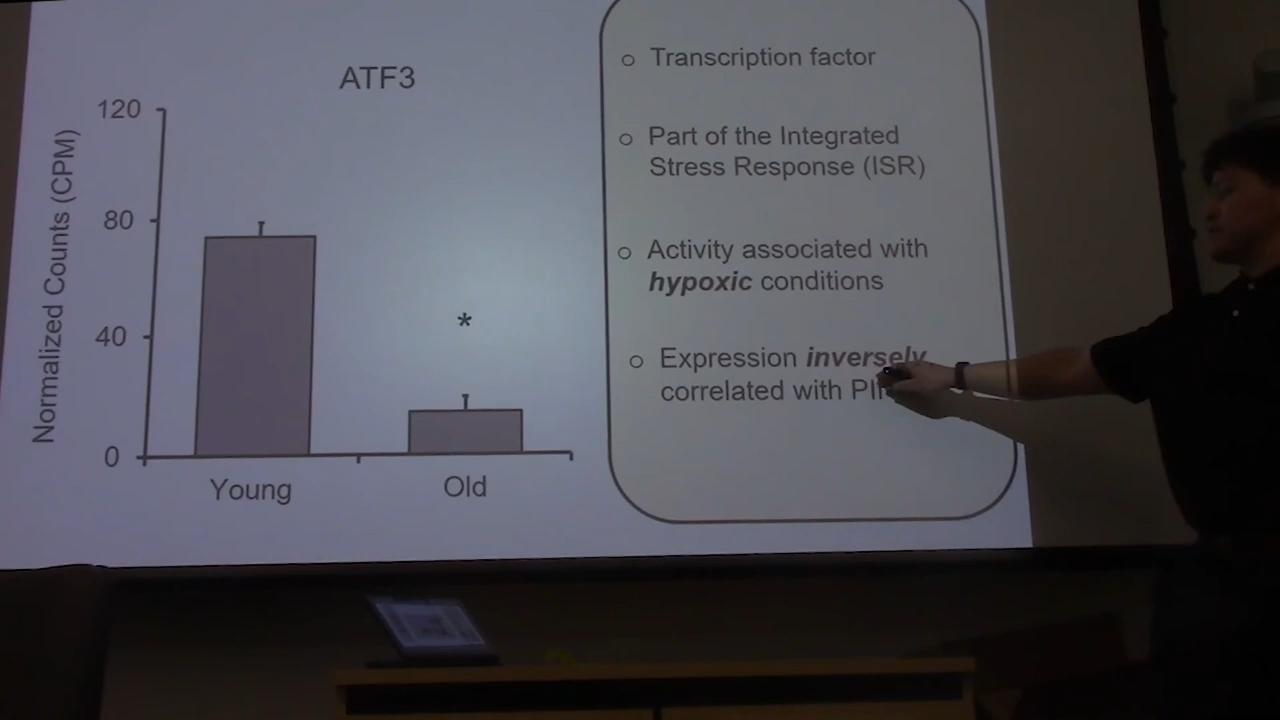 ATF3
Normalized Counts (CPM)
120
80
40
0
*
Young
Old
○ Transcription factor
○ Part of the Integrated
Stress Response (ISR)
○ Activity associated with
hypoxic conditions
○ Expression inversely
correlated with